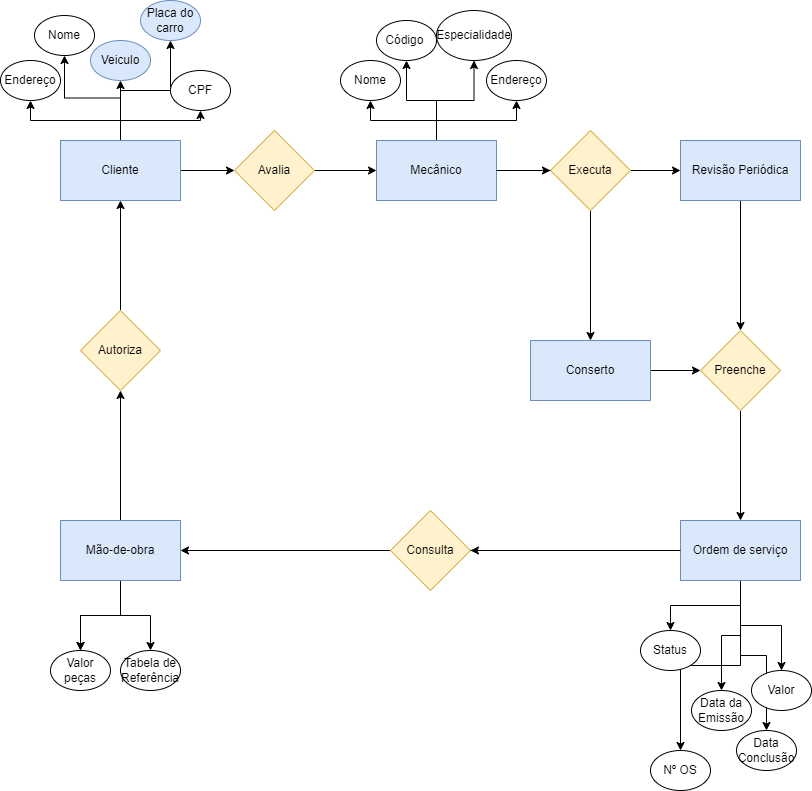 Placa do
carro
Nome
Veiculo
Endereço
CPF
Código
Especialidade
Nome
Endereço
Cliente
Avalia
Mecânico
Executa
Revisão Periódica
Autoriza
Conserto
Preenche
Mão-de-obra
Consulta
Ordem de serviço
Valor
peças
Tabela de
Referência
Status
Valor
Data da
Emissão
Data
Conclusão
Nº OS